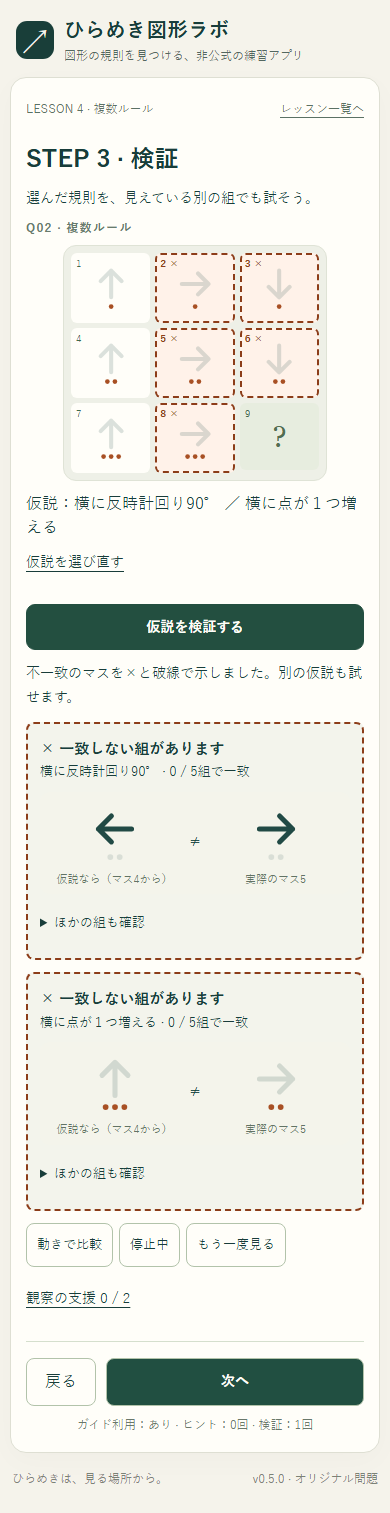 ひらめき図形ラボ
図形の規則を見つける、非公式の練習アプリ
LESSON 4 · 複数ルール
レッスン一覧へ
STEP 3 · 検証
選んだ規則を、見えている別の組でも試そう。
Q02 · 複数ルール
1
2 ×
3 ×
4
5 ×
6 ×
7
8 ×
9
?
仮説：横に反時計回り90° ／ 横に点が１つ増
える
仮説を選び直す
仮説を検証する
不一致のマスを×と破線で示しました。別の仮説も試
せます。
× 一致しない組があります
横に反時計回り90° · 0 / 5組で一致
≠
仮説なら（マス4から）
実際のマス5
▶ ほかの組も確認
× 一致しない組があります
横に点が１つ増える · 0 / 5組で一致
≠
仮説なら（マス4から）
実際のマス5
▶ ほかの組も確認
動きで比較
停止中
もう一度見る
観察の支援 0 / 2
戻る
次へ
ガイド利用：あり · ヒント：0回 · 検証：1回
ひらめきは、見る場所から。
v0.5.0 · オリジナル問題